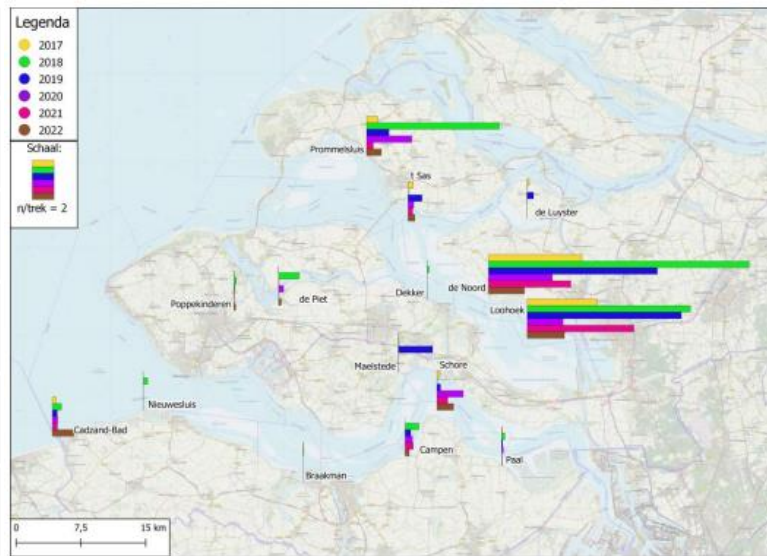 Legenda
2017
2018
2019
2020
2021
2022
Schaal:
n/trek = 2
Prommelsluis
t Sas
de Luyster
Poppekinderen
de Piet
Dekker
de Noord
Loohoek
Maelstede
Schore
Nieuwesluis
Cadzand-Bad
Campen
Paal
Braakman
0 7,5 15 km